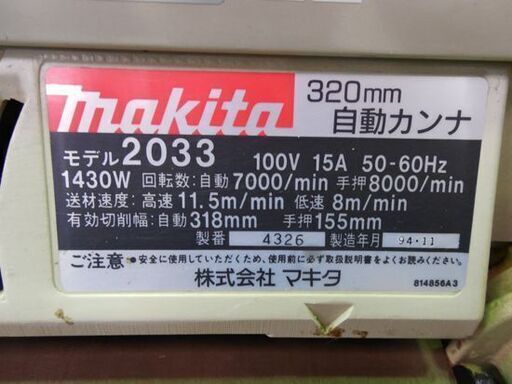 makita
320mm
自動カンナ
モデル 2033 100V 15A 50-60Hz
1430W 回転数:自動7000/min 手押8000/min
送材速度:高速11.5m/min 低速 8m/min
有効切削幅:自動318mm 手押155mm
製番 4326 製造年月 94・11
ご注意 ●安全に使用していただくため、使用前に必ず取扱説明書をよくお読みください。
株式会社 マキタ
814856A3